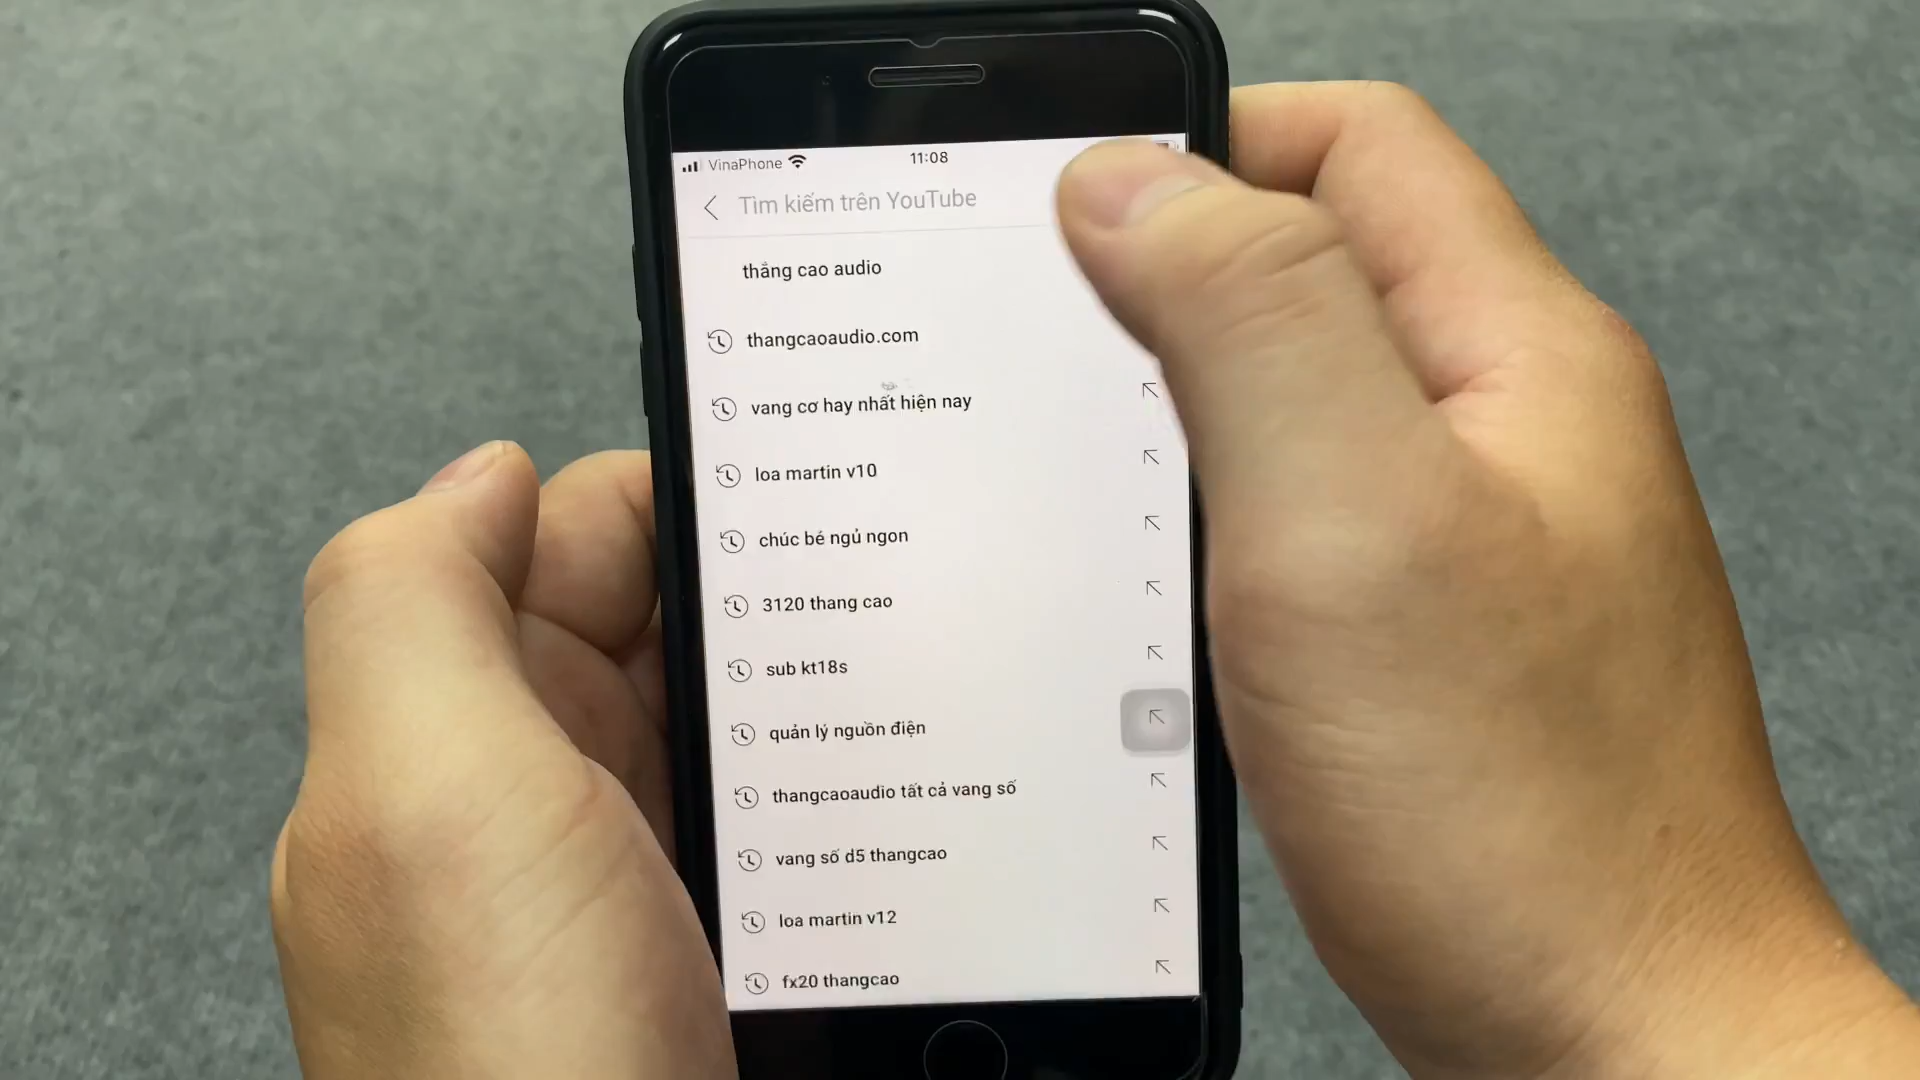 VinaPhone
11:08
Tìm kiếm trên YouTube
thắng cao audio
thangcaoaudio.com
vang cơ hay nhất hiện nay
loa martin v10
chúc bé ngủ ngon
3120 thang cao
sub kt18s
quản lý nguồn điện
thangcaoaudio tất cả vang số
vang số d5 thangcao
loa martin v12
fx20 thangcao